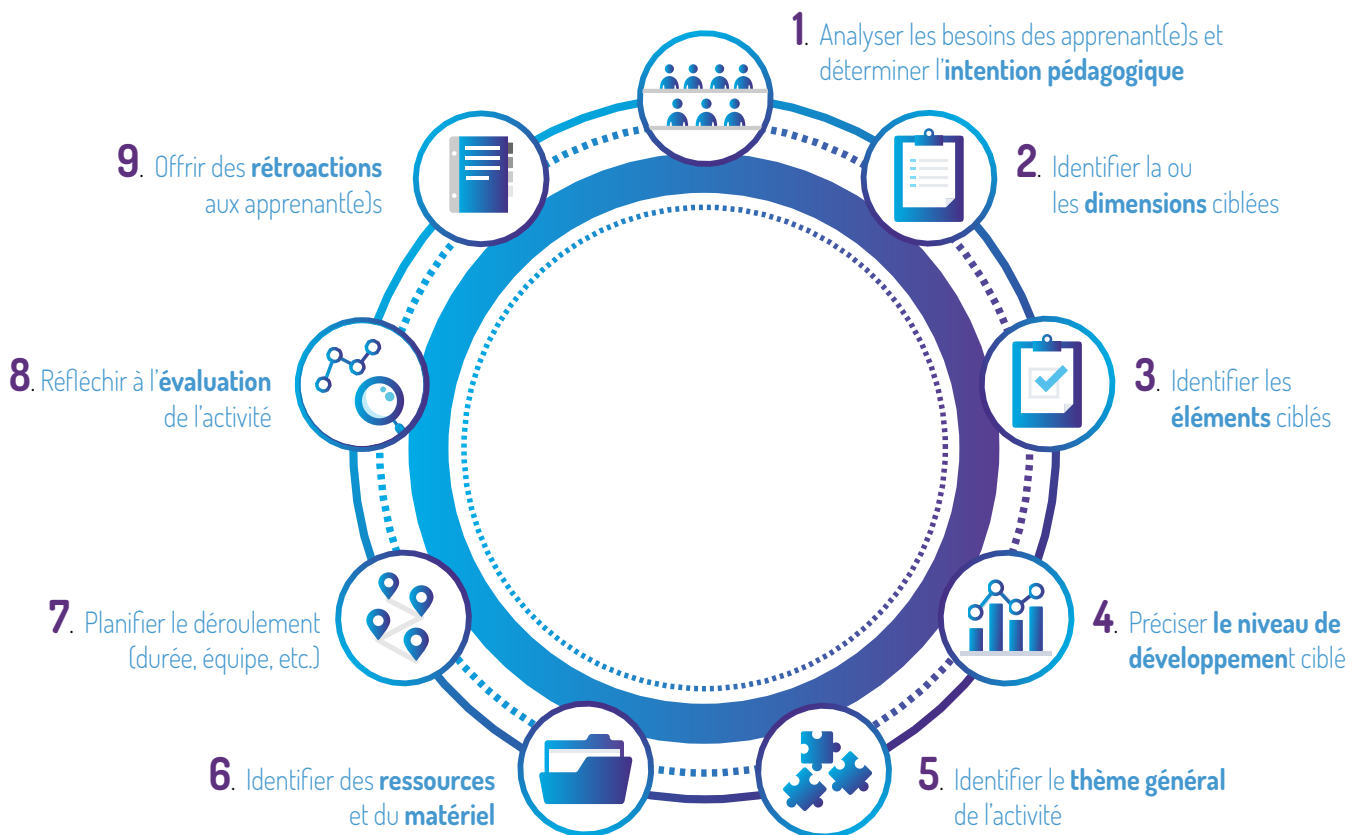 1. Analyser les besoins des apprenant(e)s et
déterminer l'intention pédagogique
2. Identifier la ou
les dimensions ciblées
3. Identifier les
éléments ciblés
4. Préciser le niveau de
développement ciblé
5. Identifier le thème général
de l'activité
6. Identifier des ressources
et du matériel
7. Planifier le déroulement
(durée, équipe, etc.)
8. Réfléchir à l'évaluation
de l'activité
9. Offrir des rétroactions
aux apprenant(e)s